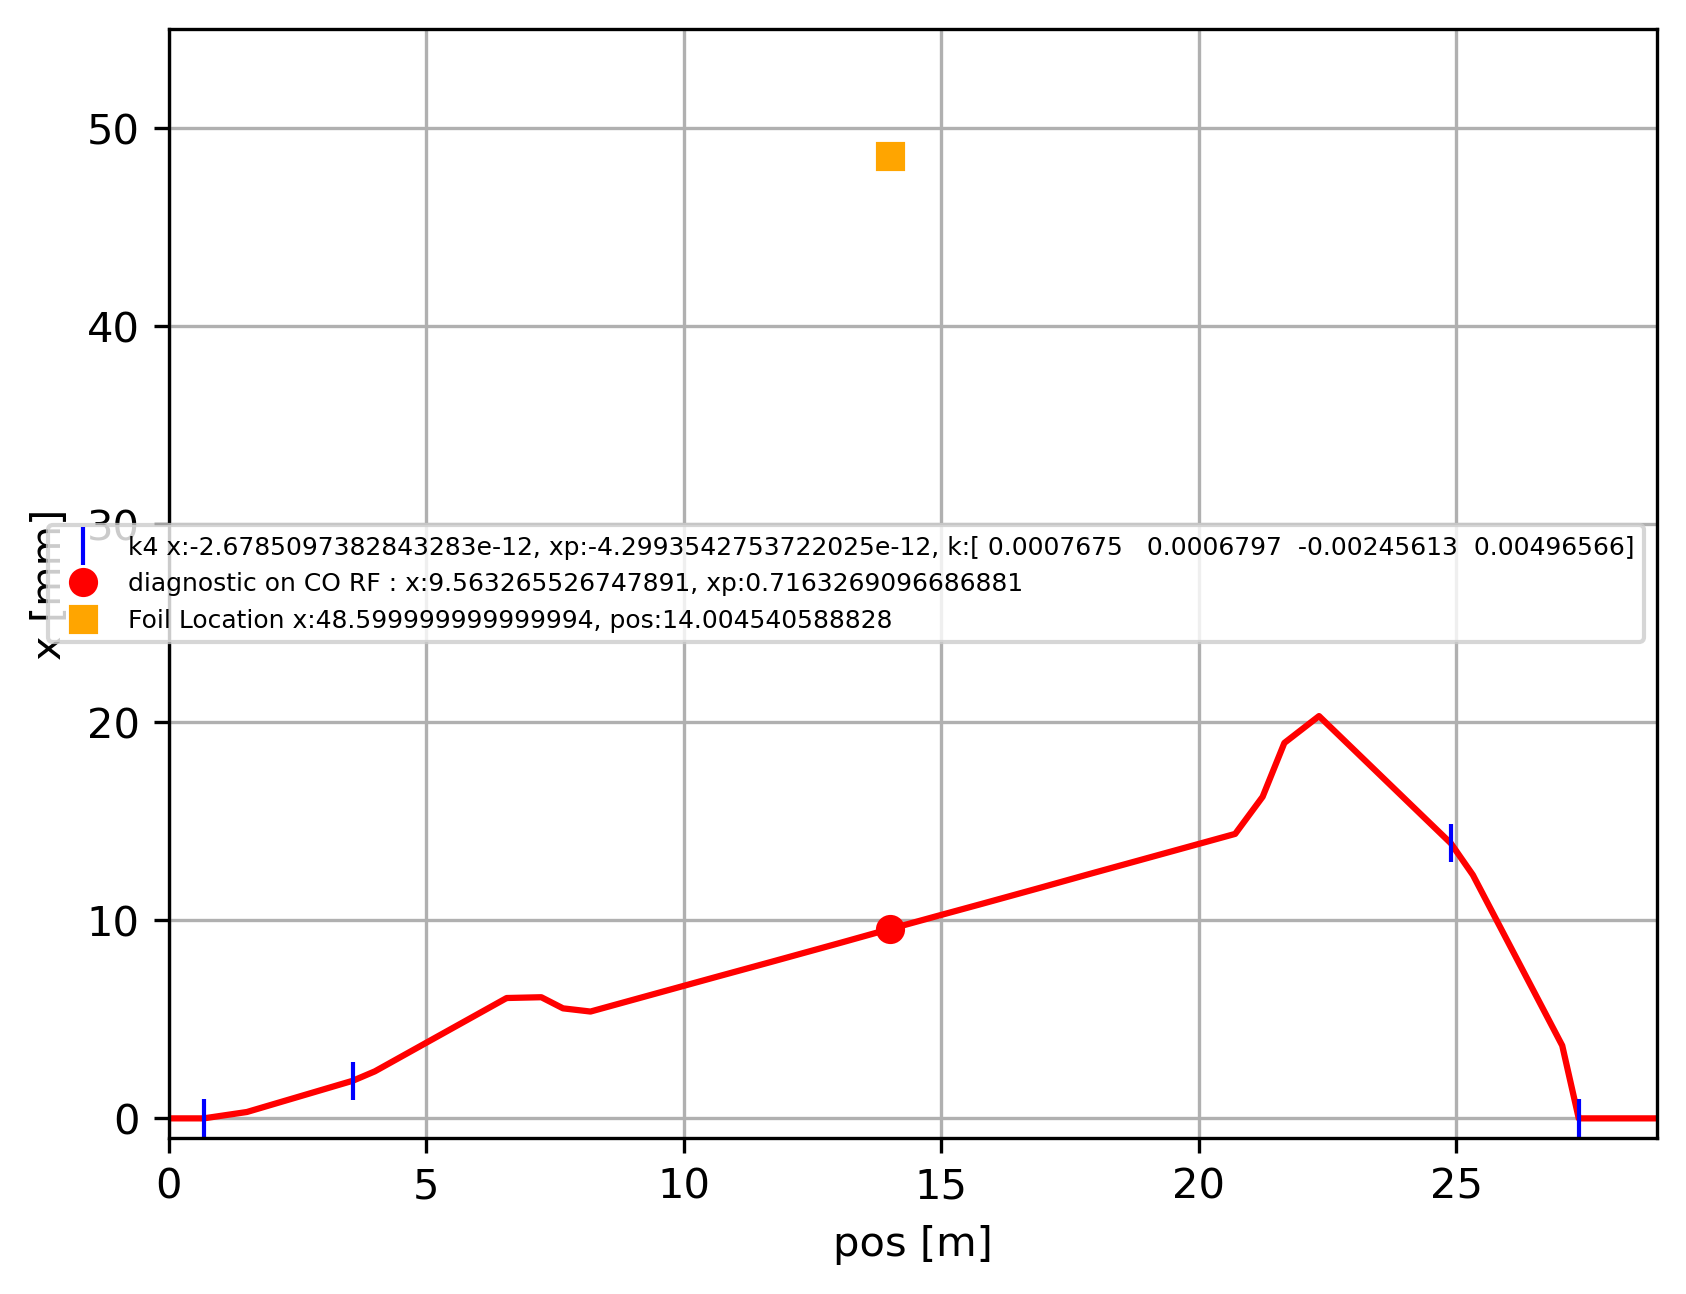 50
40
30
20
10
0
x [mm]
k4 x:-2.6785097382843283e-12, xp:-4.2993542753722025e-12, k:[ 0.0007675   0.0006797  -0.00245613  0.00496566]
diagnostic on CO RF : x:9.563265526747891, xp:0.7163269096686881
Foil Location x:48.599999999999994, pos:14.004540588828
0 5 10 15 20 25
pos [m]